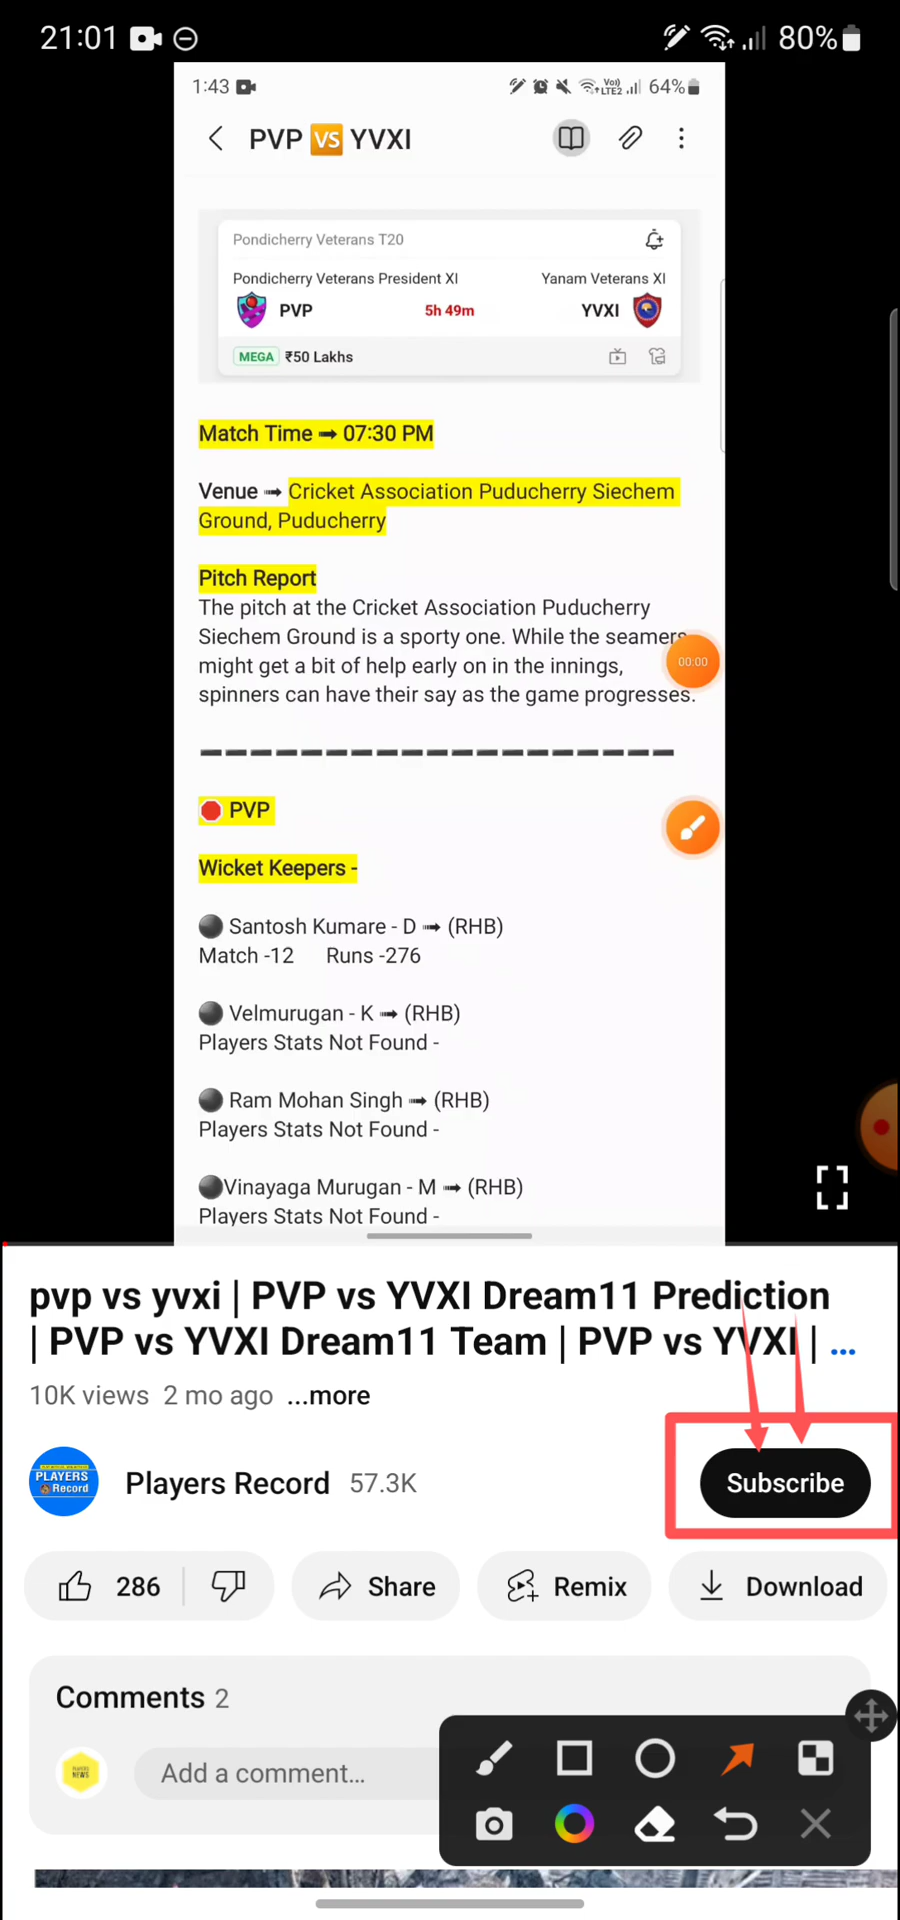 21:01 80%
1:43 Vo) LTE2 64%
PVP VS YVXI
Pondicherry Veterans T20
Pondicherry Veterans President XI Yanam Veterans XI
PVP 5h 49m YVXI
MEGA ₹50 Lakhs
Match Time ➟ 07:30 PM
Venue ➟ Cricket Association Puducherry Siechem
Ground, Puducherry
Pitch Report
The pitch at the Cricket Association Puducherry
Siechem Ground is a sporty one. While the seamers
might get a bit of help early on in the innings,
00:00
spinners can have their say as the game progresses.
PVP
Wicket Keepers -
Santosh Kumare - D ➟ (RHB)
Match -12 Runs -276
Velmurugan - K ➟ (RHB)
Players Stats Not Found -
Ram Mohan Singh ➟ (RHB)
Players Stats Not Found -
Vinayaga Murugan - M ➟ (RHB)
Players Stats Not Found -
pvp vs yvxi | PVP vs YVXI Dream11 Prediction
| PVP vs YVXI Dream11 Team | PVP vs YVXI | ...
10K views 2 mo ago ...more
PLAYERS
Record
Players Record 57.3K
Subscribe
286 Share Remix Download
Comments 2
PLAYERS
NEWS
Add a comment...